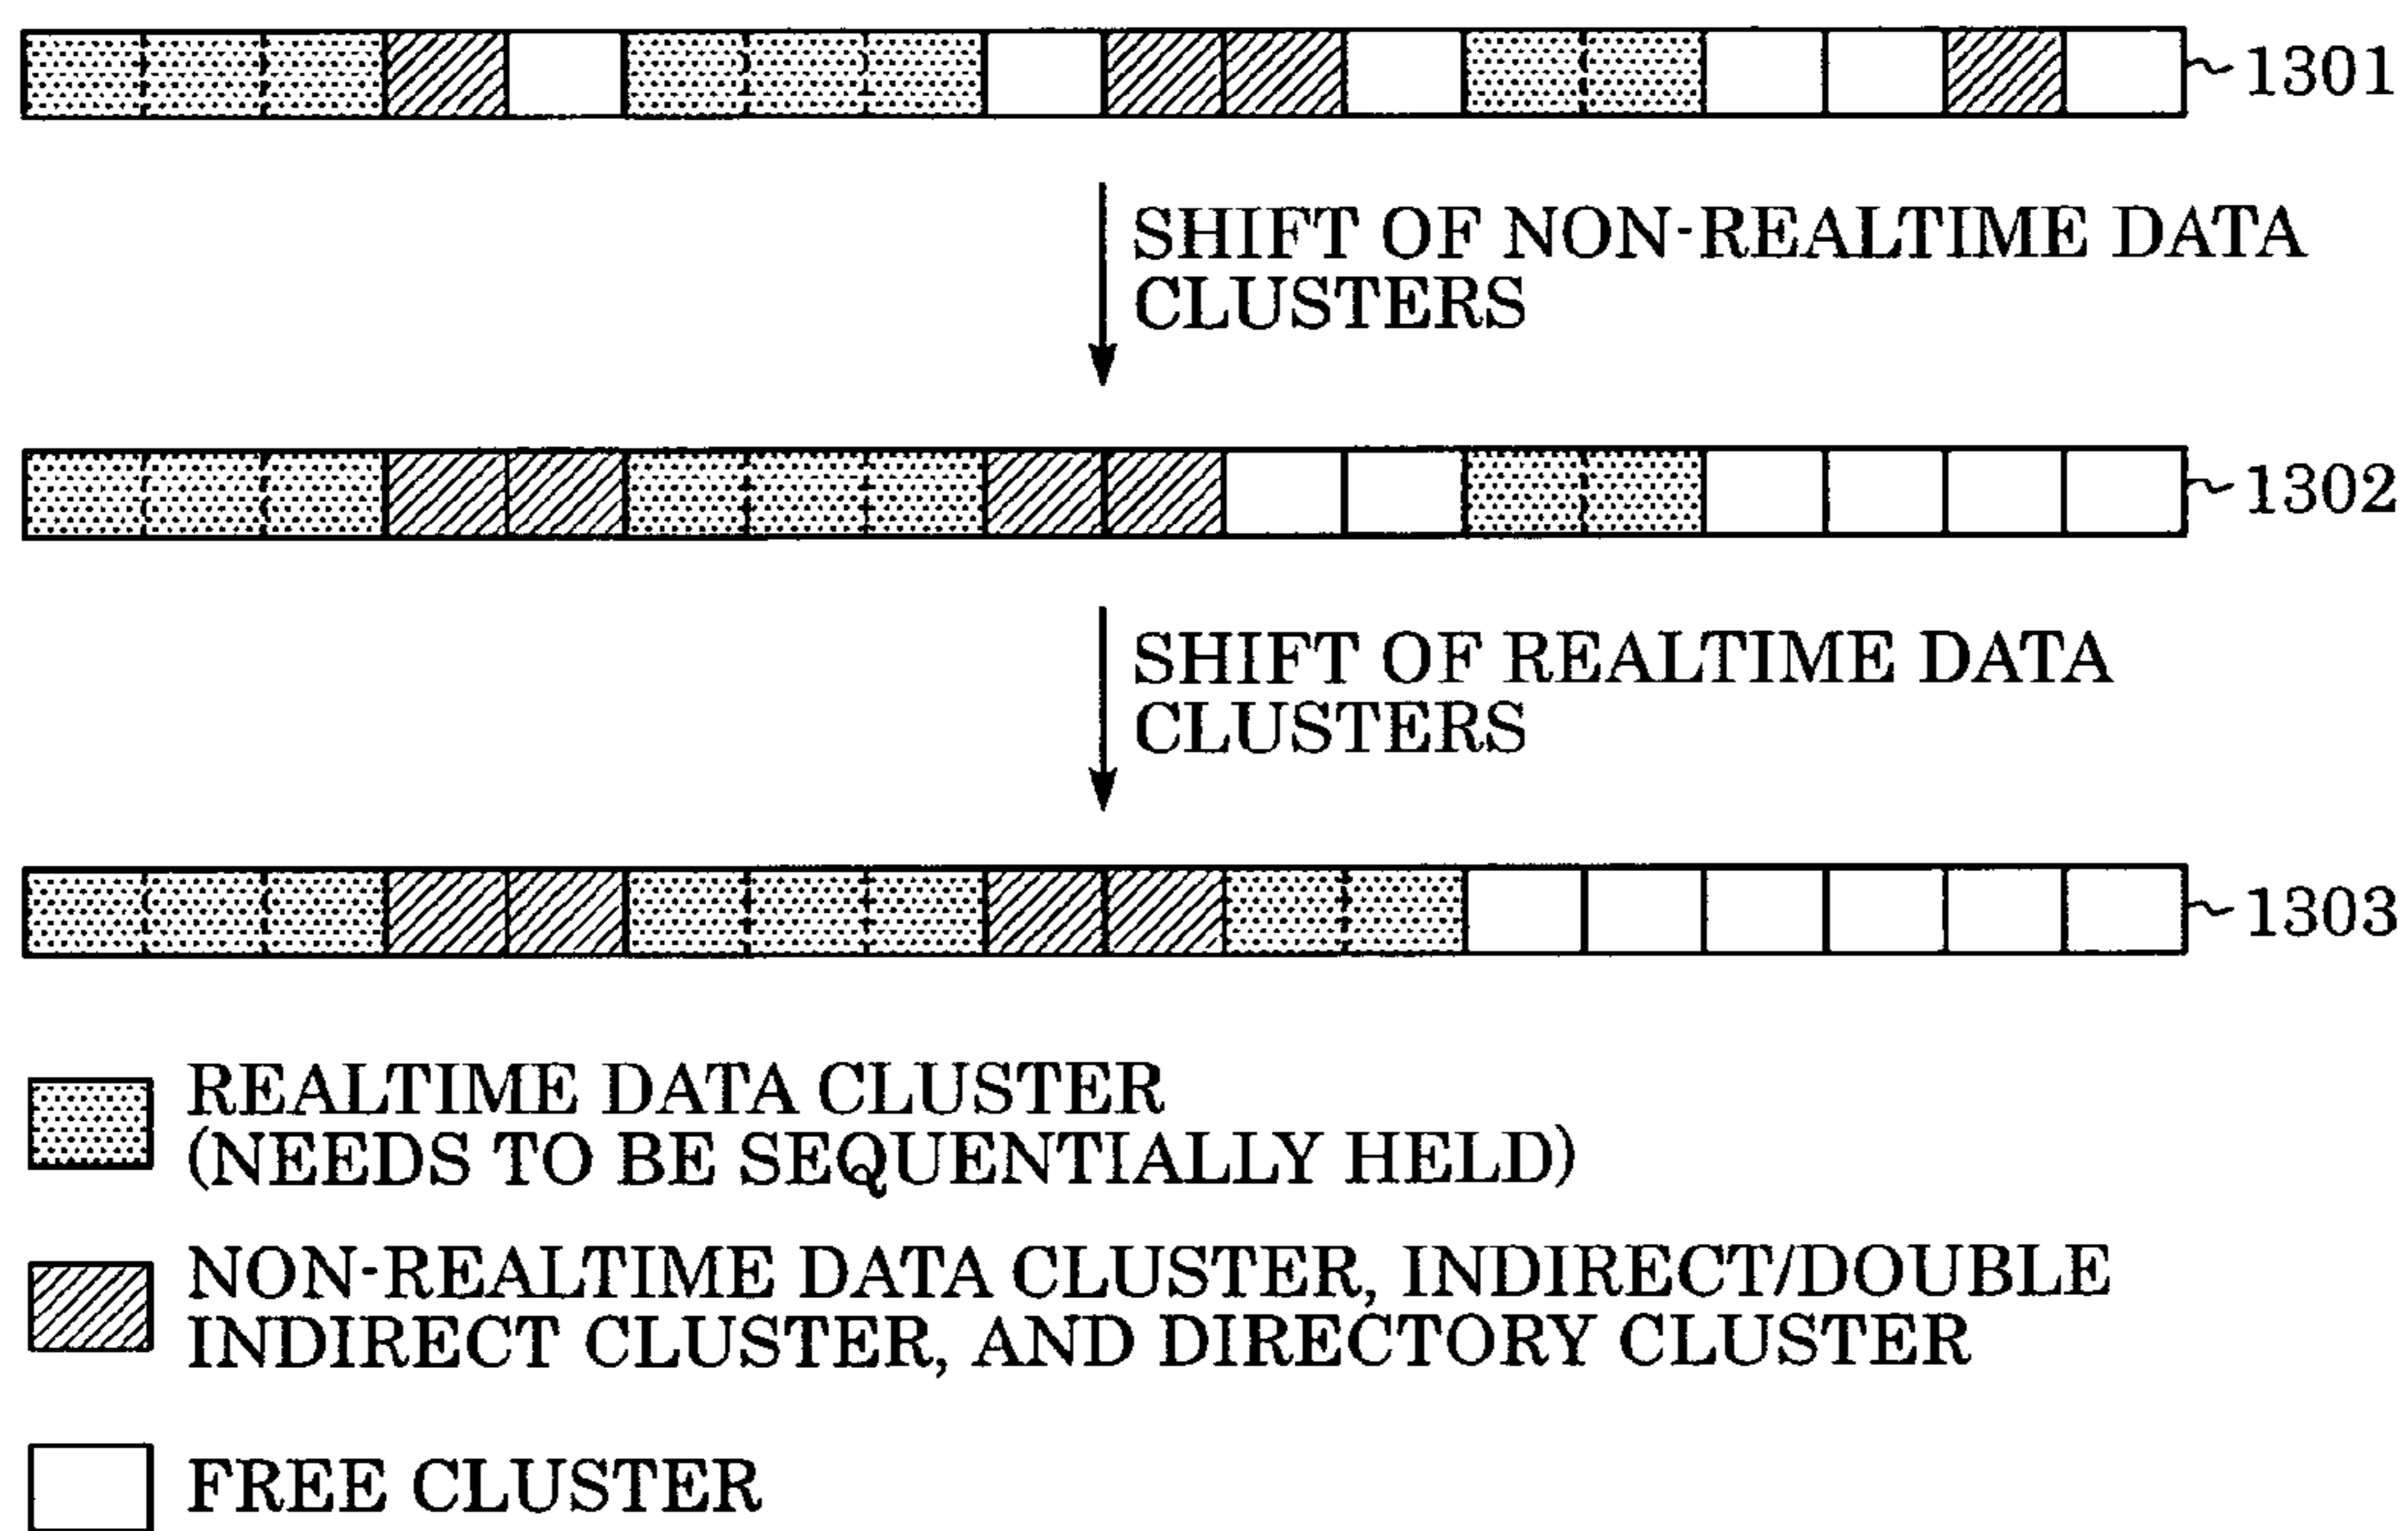 1301
SHIFT OF NON-REALTIME DATA
CLUSTERS
1302
SHIFT OF REALTIME DATA
CLUSTERS
1303
REALTIME DATA CLUSTER
(NEEDS TO BE SEQUENTIALLY HELD)
NON-REALTIME DATA CLUSTER, INDIRECT/DOUBLE
INDIRECT CLUSTER, AND DIRECTORY CLUSTER
FREE CLUSTER